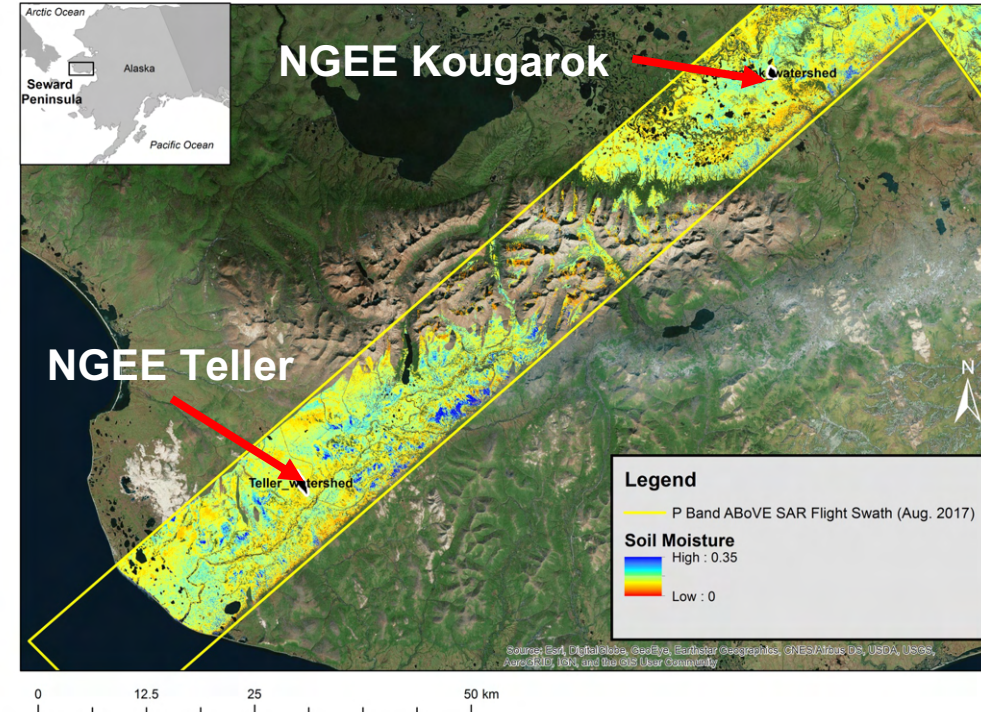 Arctic Ocean
Alaska
Seward
Peninsula
Pacific Ocean
NGEE Kougarok
watershed
NGEE Teller
Teller_watershed
N
Legend
P Band ABoVE SAR Flight Swath (Aug. 2017)
Soil Moisture
High : 0.35
Low : 0
Source: Esri, DigitalGlobe, GeoEye, Earthstar Geographics, CNES/Airbus DS, USDA, USGS,
AeroGRID, IGN, and the GIS User Community
0 12.5 25 50 km